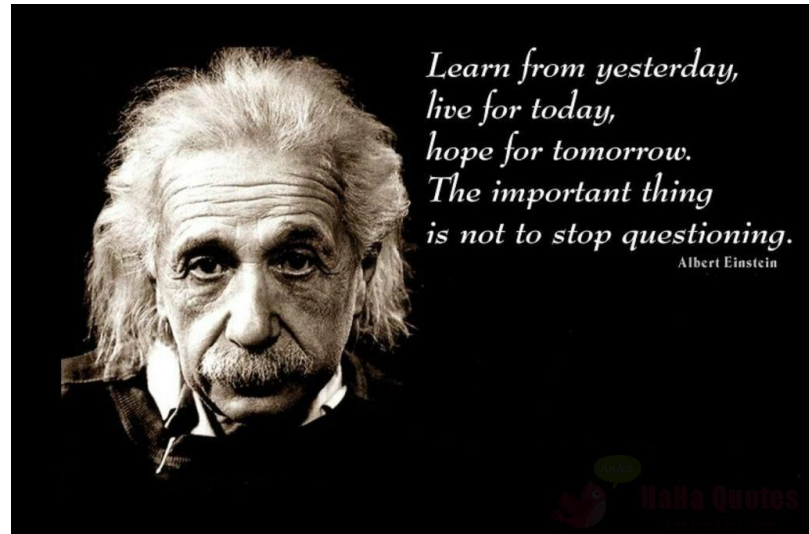 Learn from yesterday,
live for today,
hope for tomorrow.
The important thing
is not to stop questioning.
Albert Einstein
HaHa Quotes